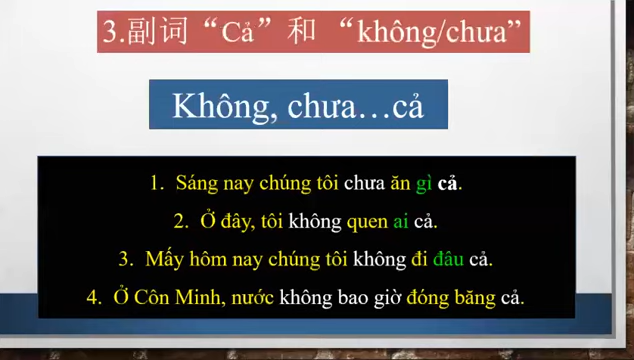 3.副词“Cả”和 “không/chưa”
Không, chưa…cả
1. Sáng nay chúng tôi chưa ăn gì cả.
2. Ở đây, tôi không quen ai cả.
3. Mấy hôm nay chúng tôi không đi đâu cả.
4. Ở Côn Minh, nước không bao giờ đóng băng cả.